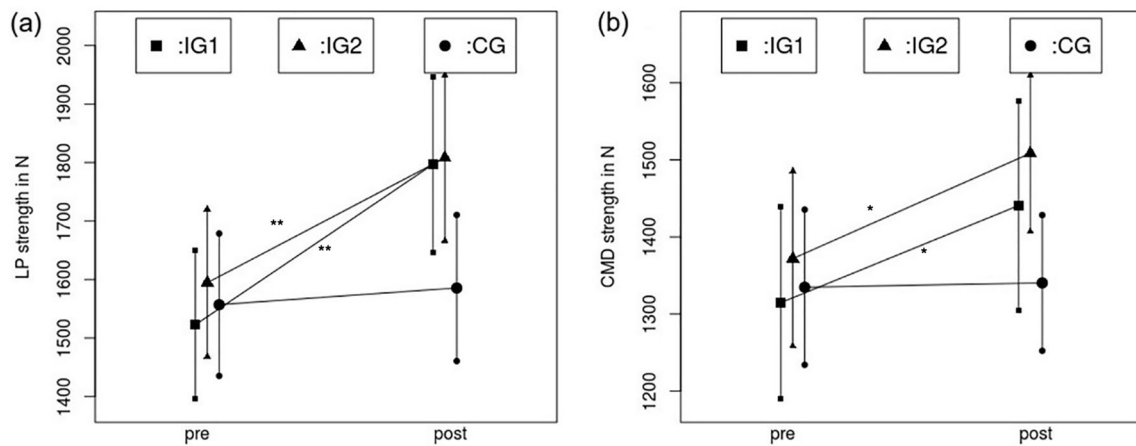 (a)
■ :IG1 ▲ :IG2 ● :CG
LP strength in N
2000
1900
1800
1700
1600
1500
1400
**
**
pre post
(b)
■ :IG1 ▲ :IG2 ● :CG
CMD strength in N
1600
1500
1400
1300
1200
*
*
pre post